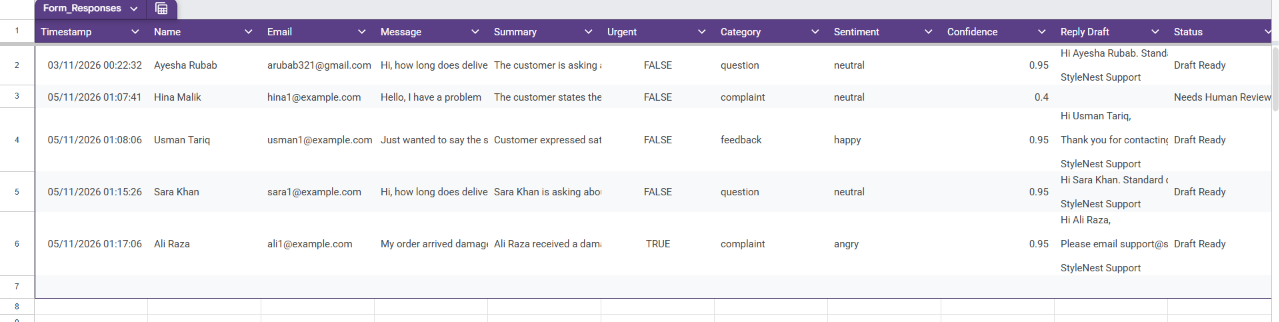 Form_Responses
1 Timestamp Name Email Message Summary Urgent Category Sentiment Confidence Reply Draft Status
2 03/11/2026 00:22:32 Ayesha Rubab arubab321@gmail.com Hi, how long does delive The customer is asking FALSE question neutral 0.95 Hi Ayesha Rubab. Stand Draft Ready
StyleNest Support
3 05/11/2026 01:07:41 Hina Malik hina1@example.com Hello, I have a problem The customer states the FALSE complaint neutral 0.4 Needs Human Review
Hi Usman Tariq,
4 05/11/2026 01:08:06 Usman Tariq usman1@example.com Just wanted to say the s Customer expressed sat FALSE feedback happy 0.95 Thank you for contacting Draft Ready
StyleNest Support
5 05/11/2026 01:15:26 Sara Khan sara1@example.com Hi, how long does delive Sara Khan is asking abo FALSE question neutral 0.95 Hi Sara Khan. Standard Draft Ready
StyleNest Support
Hi Ali Raza,
6 05/11/2026 01:17:06 Ali Raza ali1@example.com My order arrived damag Ali Raza received a dam TRUE complaint angry 0.95 Please email support@s Draft Ready
StyleNest Support
7
8